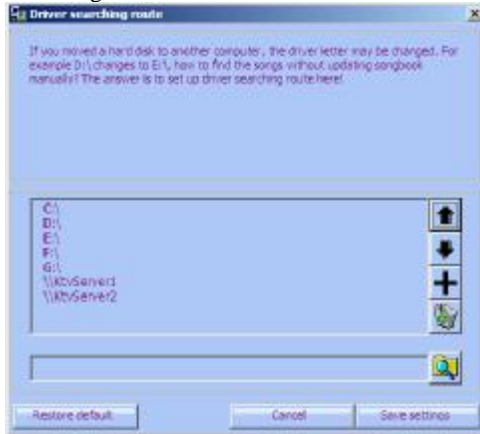 Driver searching route
If you moved a hard disk to another computer, the driver letter may be changed. For
example D:\ changes to E:\, how to find the songs without updating songbook
manually? The answer is to set up driver searching route here!
C:\
D:\
E:\
F:\
G:\
\\KtvServer1
\\KtvServer2
Restore default
Cancel
Save settings